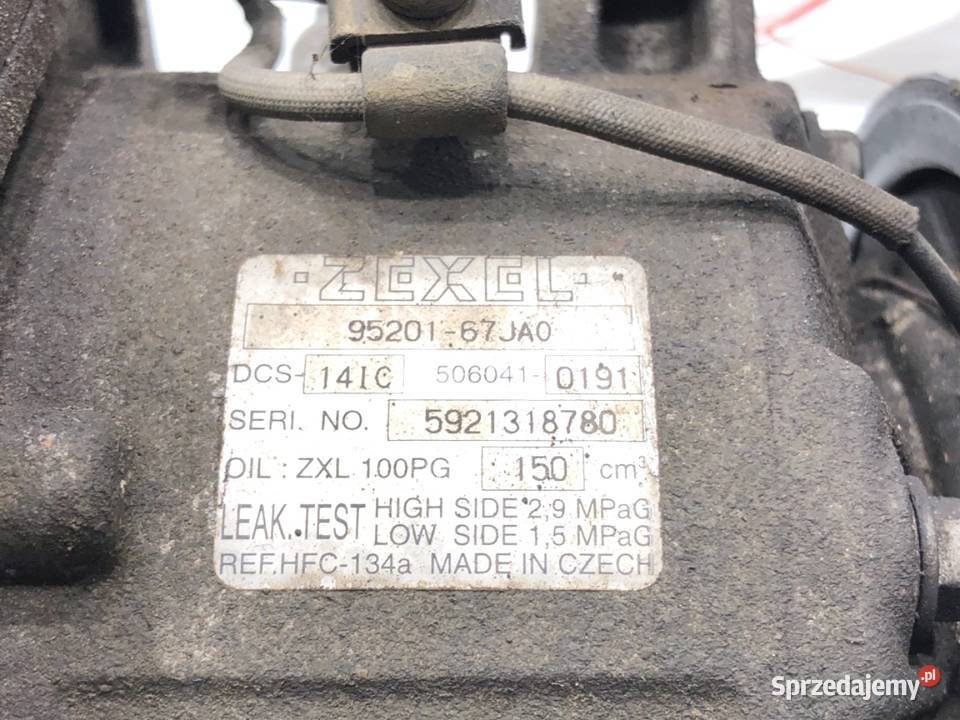 ZEXEL
95201-67JA0
DCS-14IC 506041-0191
SERI. NO. 5921318780
OIL : ZXL 100PG 150 cm³
LEAK. TEST HIGH SIDE 2,9 MPaG
LOW SIDE 1,5 MPaG
REF.HFC-134a MADE IN CZECH
Sprzedajemy.pl